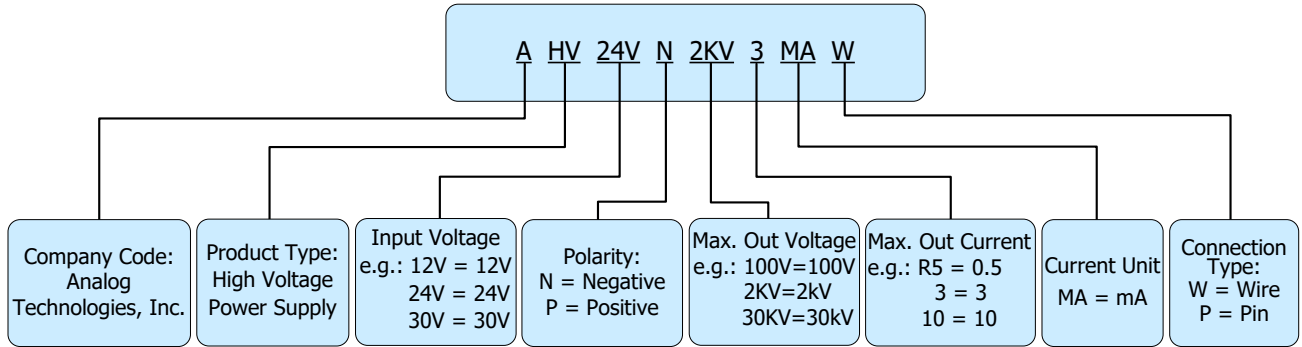 A HV 24V N 2KV 3 MA W
Company Code:
Analog
Technologies, Inc.
Product Type:
High Voltage
Power Supply
Input Voltage
e.g.: 12V = 12V
24V = 24V
30V = 30V
Polarity:
N = Negative
P = Positive
Max. Out Voltage
e.g.: 100V=100V
2KV=2kV
30KV=30kV
Max. Out Current
e.g.: R5 = 0.5
3 = 3
10 = 10
Current Unit
MA = mA
Connection
Type:
W = Wire
P = Pin